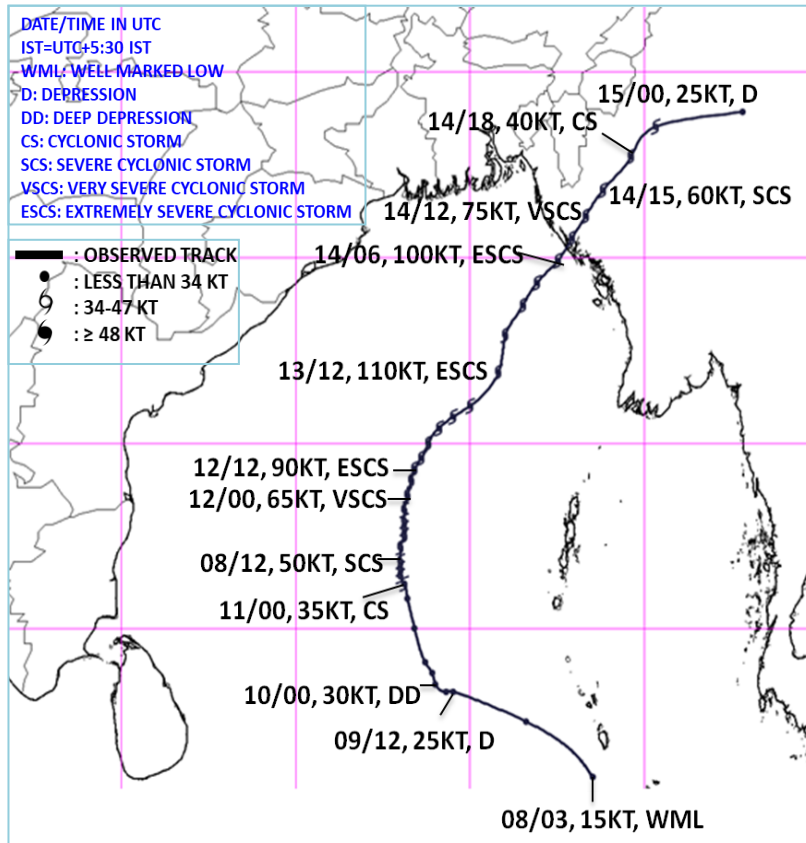 DATE/TIME IN UTC
IST=UTC+5:30 IST
WML: WELL MARKED LOW
D: DEPRESSION
DD: DEEP DEPRESSION
CS: CYCLONIC STORM
SCS: SEVERE CYCLONIC STORM
VSCS: VERY SEVERE CYCLONIC STORM
ESCS: EXTREMELY SEVERE CYCLONIC STORM
: OBSERVED TRACK
: LESS THAN 34 KT
: 34-47 KT
: ≥ 48 KT
15/00, 25KT, D
14/18, 40KT, CS
14/15, 60KT, SCS
14/12, 75KT, VSCS
14/06, 100KT, ESCS
13/12, 110KT, ESCS
12/12, 90KT, ESCS
12/00, 65KT, VSCS
08/12, 50KT, SCS
11/00, 35KT, CS
10/00, 30KT, DD
09/12, 25KT, D
08/03, 15KT, WML